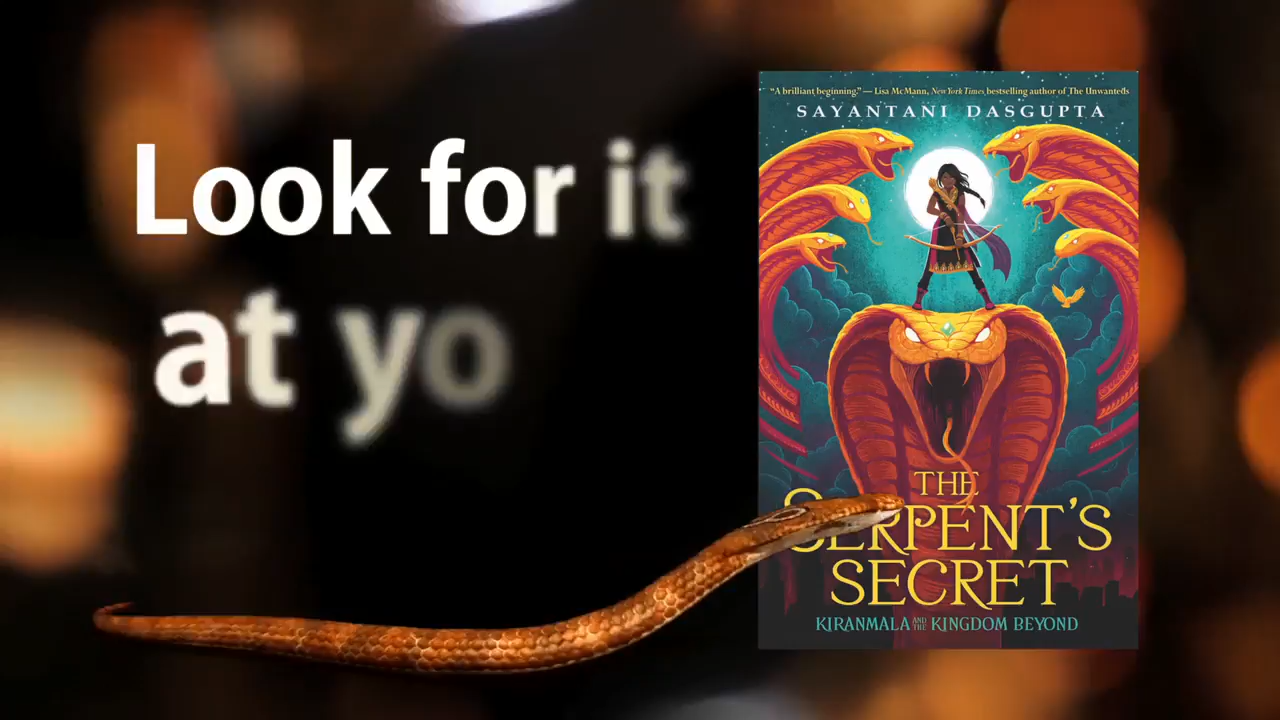 Look for it
at yo
“A brilliant beginning.” — Lisa McMann, New York Times bestselling author of The Unwanteds
SAYANTANI DASGUPTA
THE
SERPENT'S
SECRET
KIRANMALA AND THE KINGDOM BEYOND